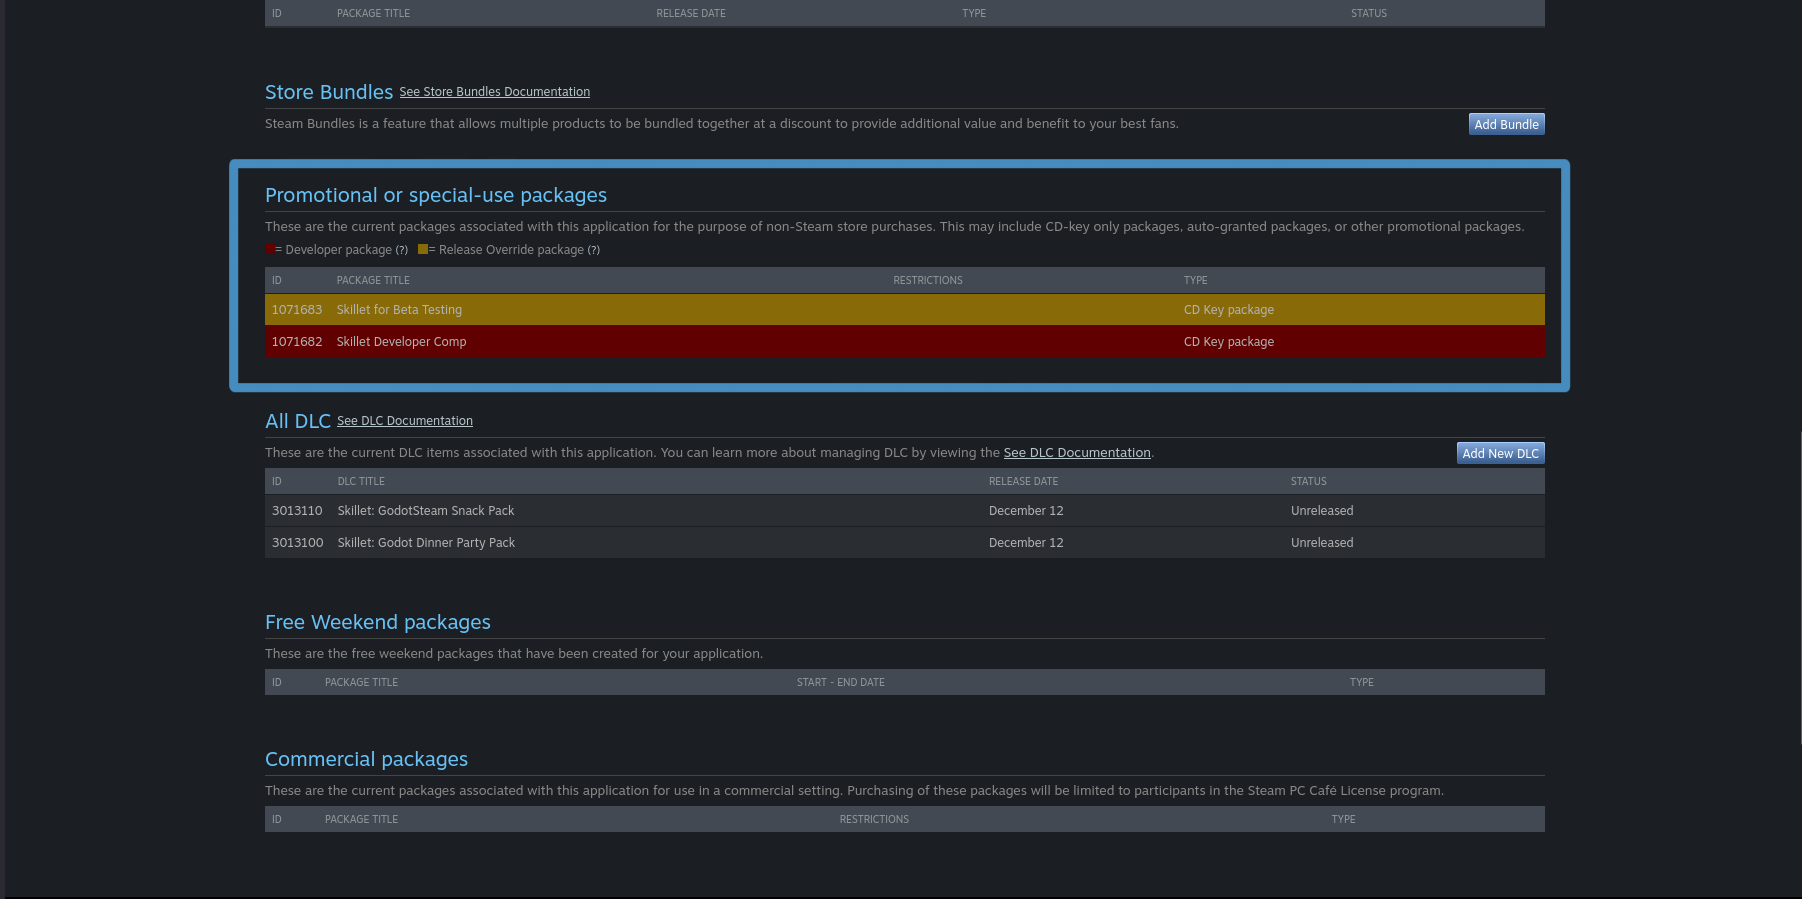 ID PACKAGE TITLE RELEASE DATE TYPE STATUS
Store Bundles See Store Bundles Documentation
Steam Bundles is a feature that allows multiple products to be bundled together at a discount to provide additional value and benefit to your best fans. Add Bundle
Promotional or special-use packages
These are the current packages associated with this application for the purpose of non-Steam store purchases. This may include CD-key only packages, auto-granted packages, or other promotional packages.
= Developer package (?) = Release Override package (?)
ID PACKAGE TITLE RESTRICTIONS TYPE
1071683 Skillet for Beta Testing CD Key package
1071682 Skillet Developer Comp CD Key package
All DLC See DLC Documentation
These are the current DLC items associated with this application. You can learn more about managing DLC by viewing the See DLC Documentation. Add New DLC
ID DLC TITLE RELEASE DATE STATUS
3013110 Skillet: GodotSteam Snack Pack December 12 Unreleased
3013100 Skillet: Godot Dinner Party Pack December 12 Unreleased
Free Weekend packages
These are the free weekend packages that have been created for your application.
ID PACKAGE TITLE START - END DATE TYPE
Commercial packages
These are the current packages associated with this application for use in a commercial setting. Purchasing of these packages will be limited to participants in the Steam PC Café License program.
ID PACKAGE TITLE RESTRICTIONS TYPE